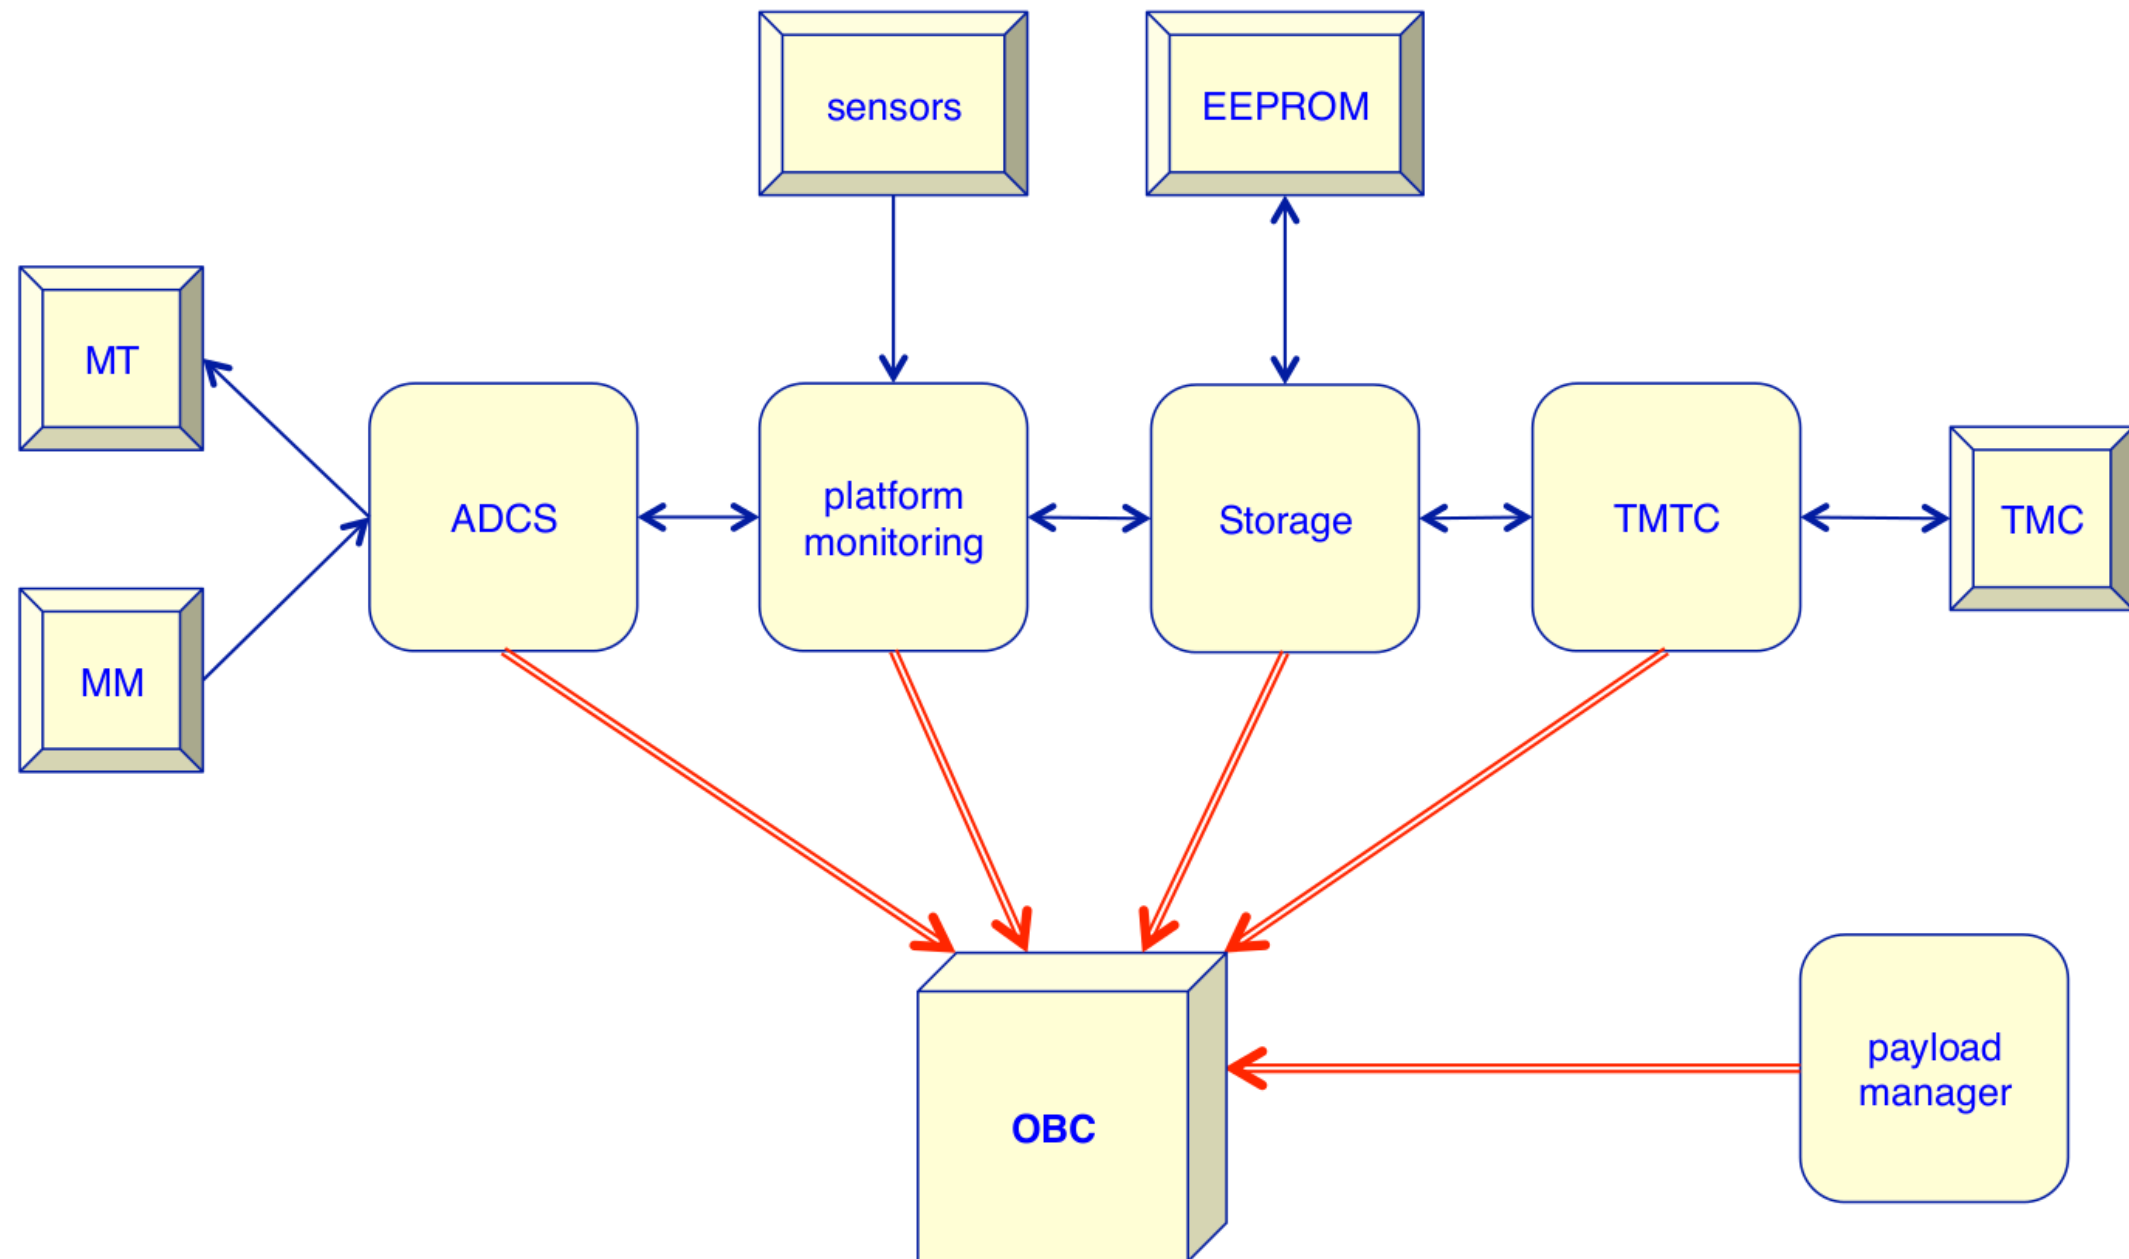 sensors
EEPROM
MT
ADCS
platform
monitoring
Storage
TMTC
TMC
MM
payload
manager
OBC